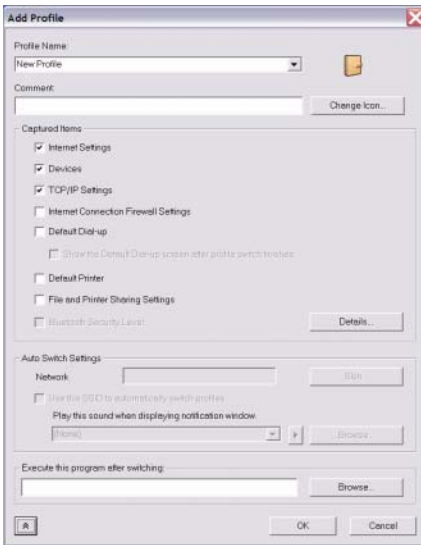 Add Profile
Profile Name:
New Profile
Comment:
Change Icon...
Captured Items
Internet Settings
Devices
TCP/IP Settings
Internet Connection Firewall Settings
Default Dial-up
Show the Default Dial-up screen after profile switch finishes
Default Printer
File and Printer Sharing Settings
Bluetooth Security Level
Details...
Auto Switch Settings
Network
Use this SSID to automatically switch profiles
Play this sound when displaying notification window.
(None)
Browse...
Execute this program after switching:
Browse...
OK
Cancel